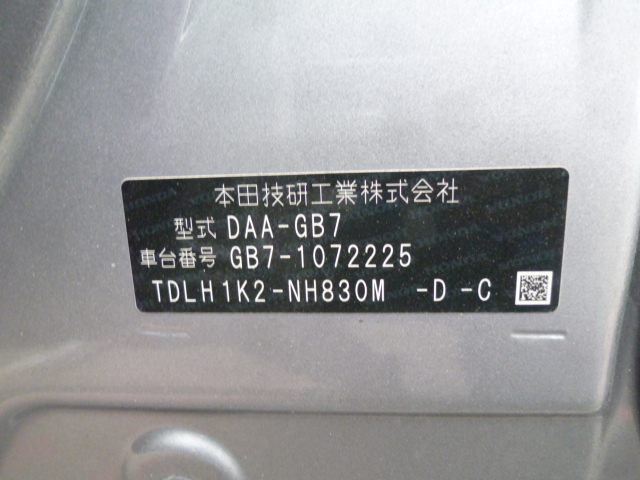 本田技研工業株式会社
型式 DAA-GB7
車台番号 GB7-1072225
TDLH1K2-NH830M -D-C